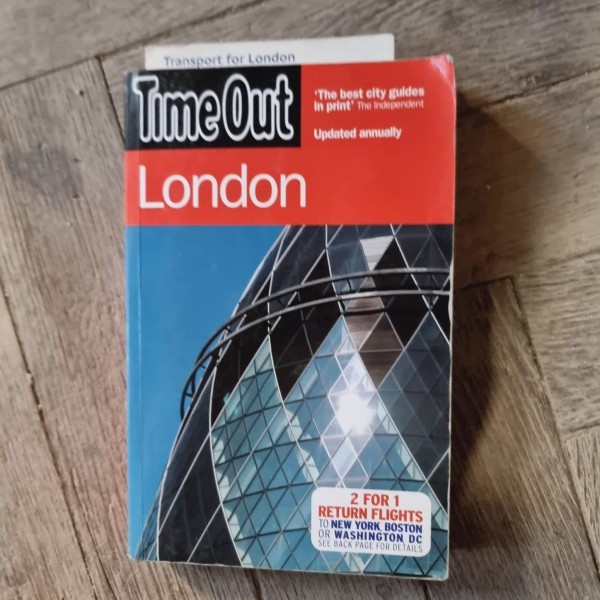 Transport for London
Time Out
'The best city guides
in print' The Independent
Updated annually
London
2 FOR 1
RETURN FLIGHTS
TO NEW YORK, BOSTON
OR WASHINGTON, DC
SEE BACK PAGE FOR DETAILS